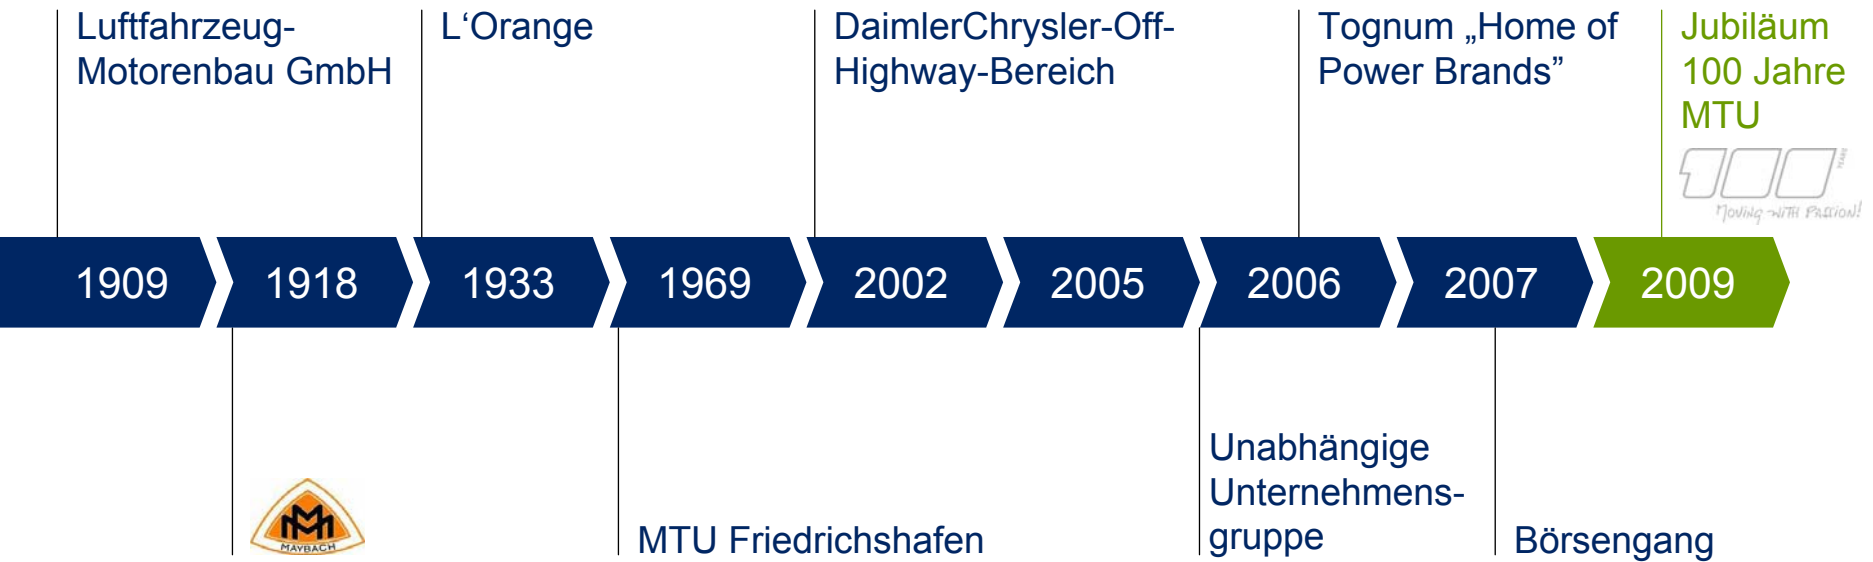 Luftfahrzeug-
Motorenbau GmbH
L‘Orange
DaimlerChrysler-Off-
Highway-Bereich
Tognum „Home of
Power Brands”
Jubiläum
100 Jahre
MTU
100
YEARS
Moving with Passion!
1909
1918
1933
1969
2002
2005
2006
2007
2009
MAYBACH
MTU Friedrichshafen
Unabhängige
Unternehmens-
gruppe
Börsengang